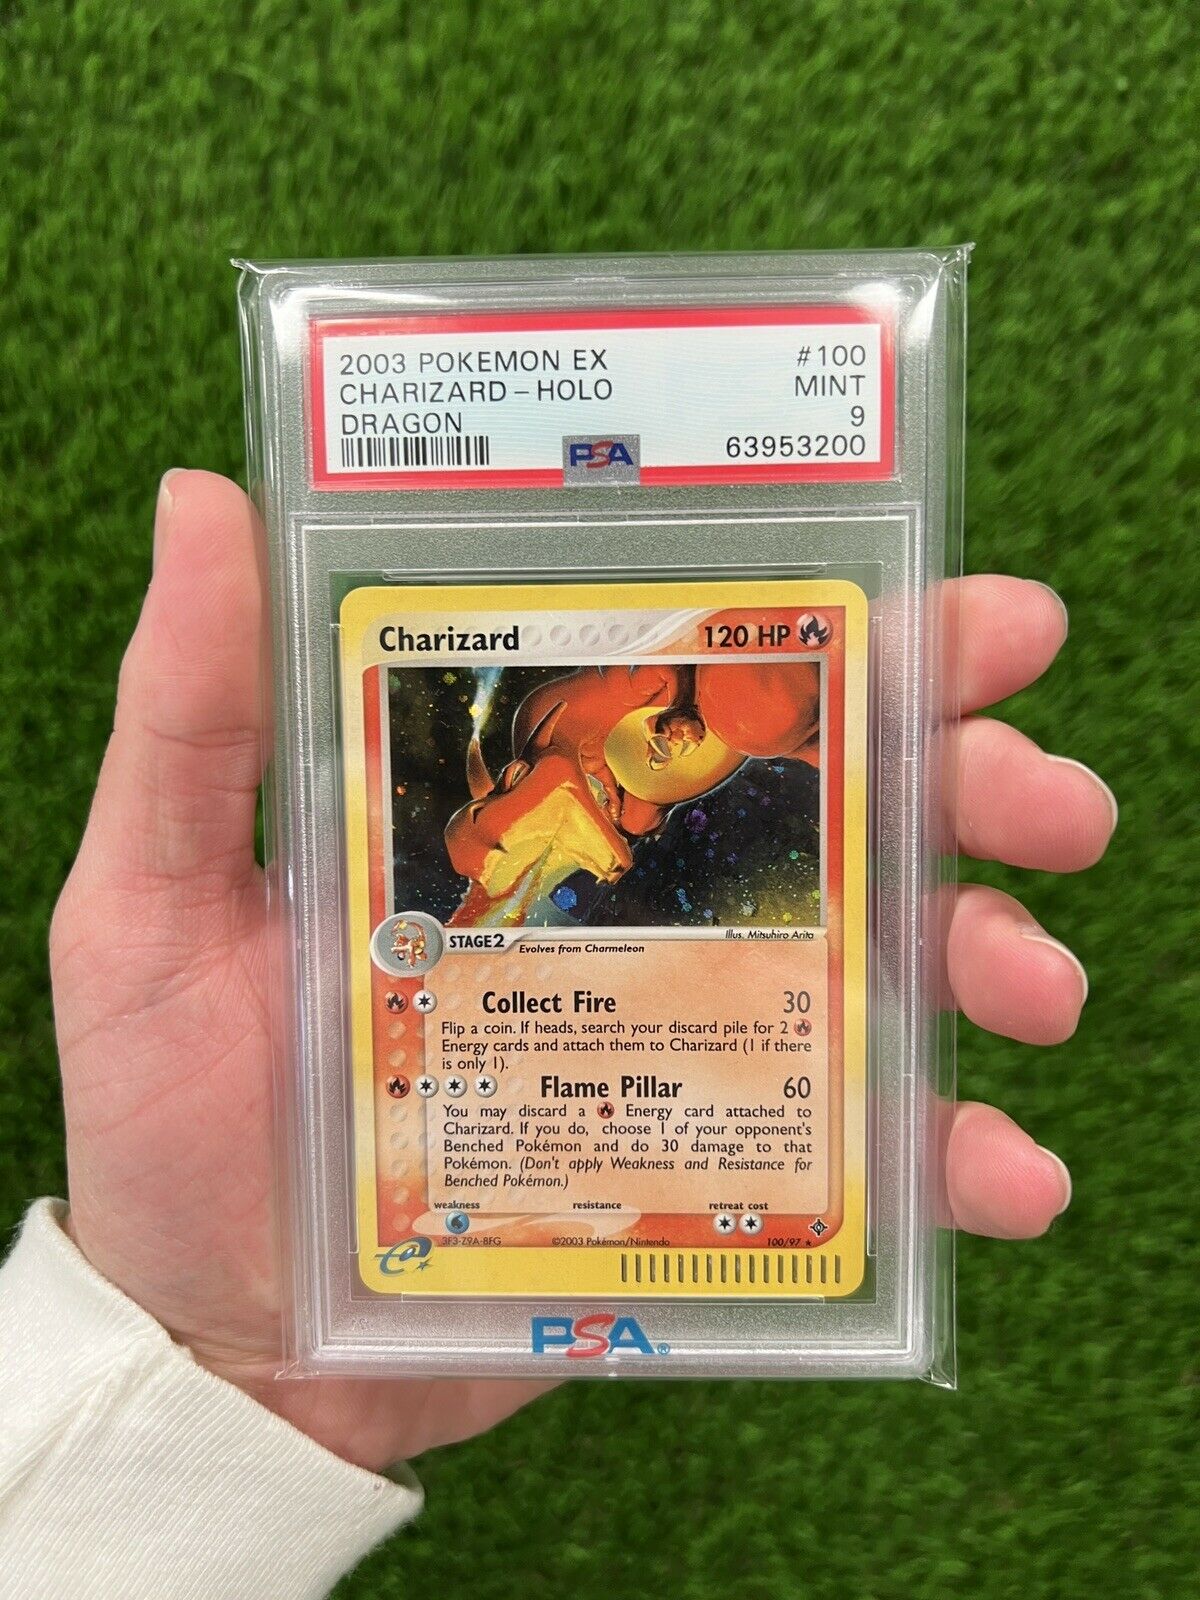 2003 POKEMON EX #100
CHARIZARD - HOLO MINT
DRAGON 9
PSA 63953200
Charizard 120 HP
STAGE2 Evolves from Charmeleon Illus. Mitsuhiro Arita
Collect Fire 30
Flip a coin. If heads, search your discard pile for 2
Energy cards and attach them to Charizard (1 if there
is only 1).
Flame Pillar 60
You may discard a Energy card attached to
Charizard. If you do, choose 1 of your opponent's
Benched Pokémon and do 30 damage to that
Pokémon. (Don't apply Weakness and Resistance for
Benched Pokémon.)
weakness resistance retreat cost
3F3-Z9A-8FG ©2003 Pokémon/Nintendo 100/97 ★
e
PSA®